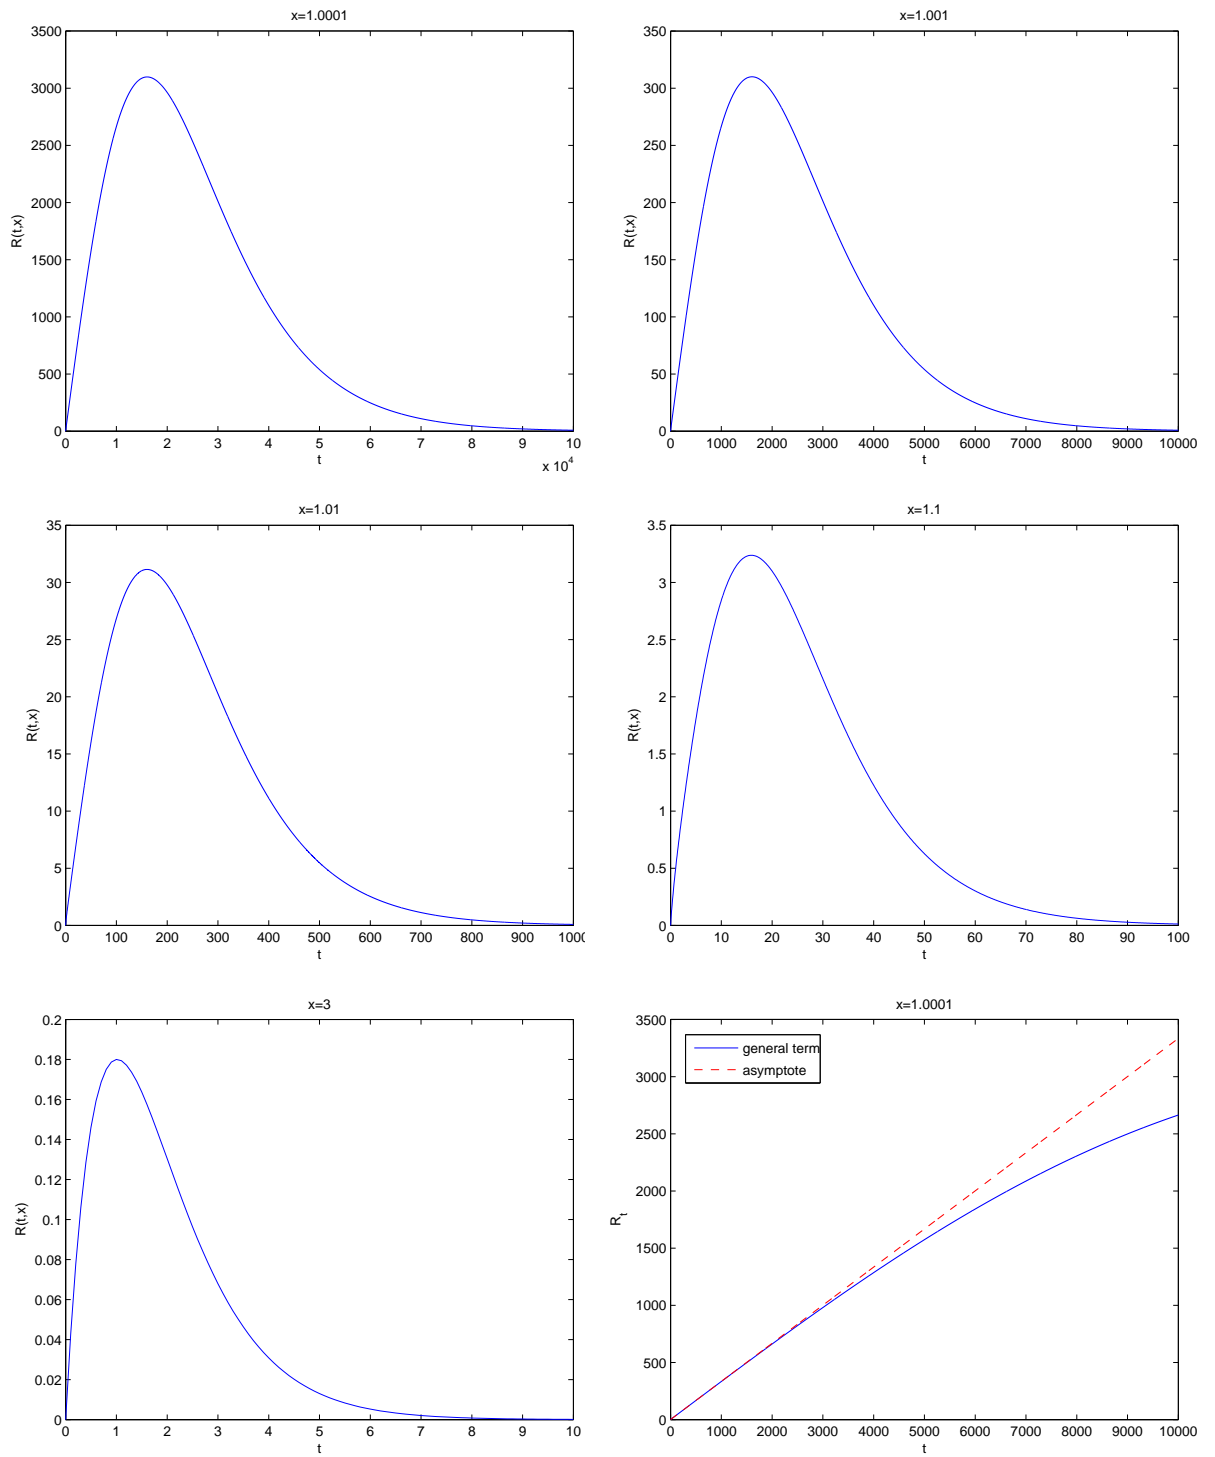 x=1.0001
3500
3000
2500
2000
1500
1000
500
0
R(t,x)
0 1 2 3 4 5 6 7 8 9 10
t
x 10^4
x=1.001
350
300
250
200
150
100
50
0
R(t,x)
0 1000 2000 3000 4000 5000 6000 7000 8000 9000 10000
t
x=1.01
35
30
25
20
15
10
5
0
R(t,x)
0 100 200 300 400 500 600 700 800 900 1000
t
x=1.1
3.5
3
2.5
2
1.5
1
0.5
0
R(t,x)
0 10 20 30 40 50 60 70 80 90 100
t
x=3
0.2
0.18
0.16
0.14
0.12
0.1
0.08
0.06
0.04
0.02
0
R(t,x)
0 1 2 3 4 5 6 7 8 9 10
t
x=1.0001
3500
3000
2500
2000
1500
1000
500
0
R_t
general term
asymptote
0 1000 2000 3000 4000 5000 6000 7000 8000 9000 10000
t